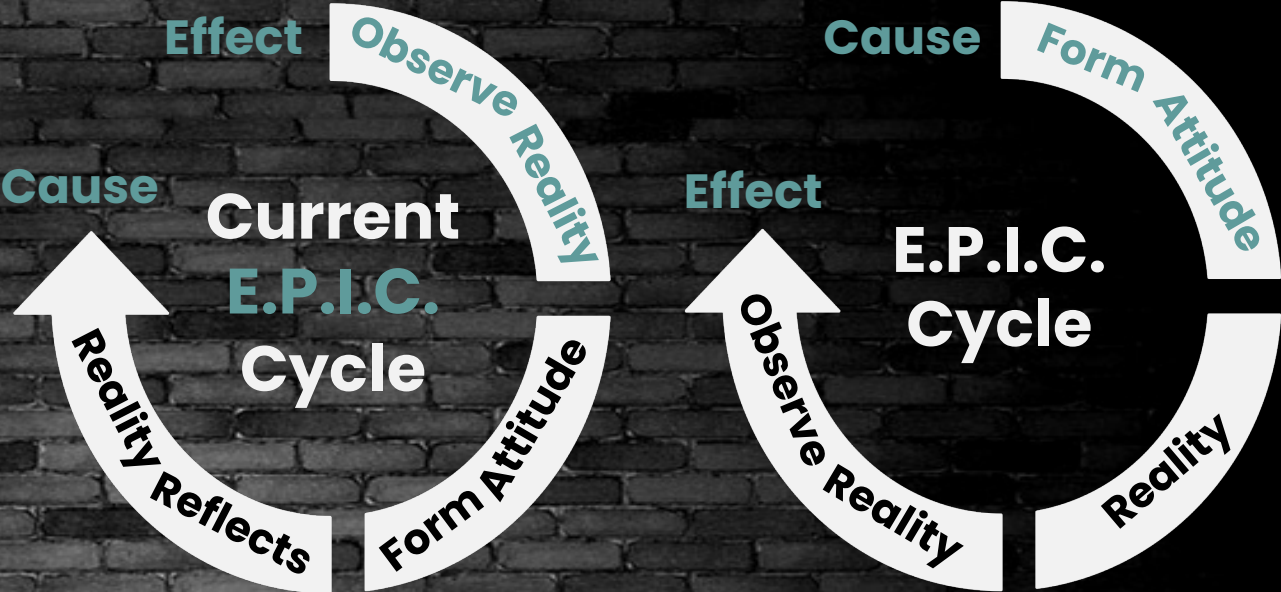 Effect
Observe Reality
Cause
Current
E.P.I.C.
Cycle
Form Attitude
Reality Reflects
Cause
Form Attitude
Effect
E.P.I.C.
Cycle
Reality
Observe Reality